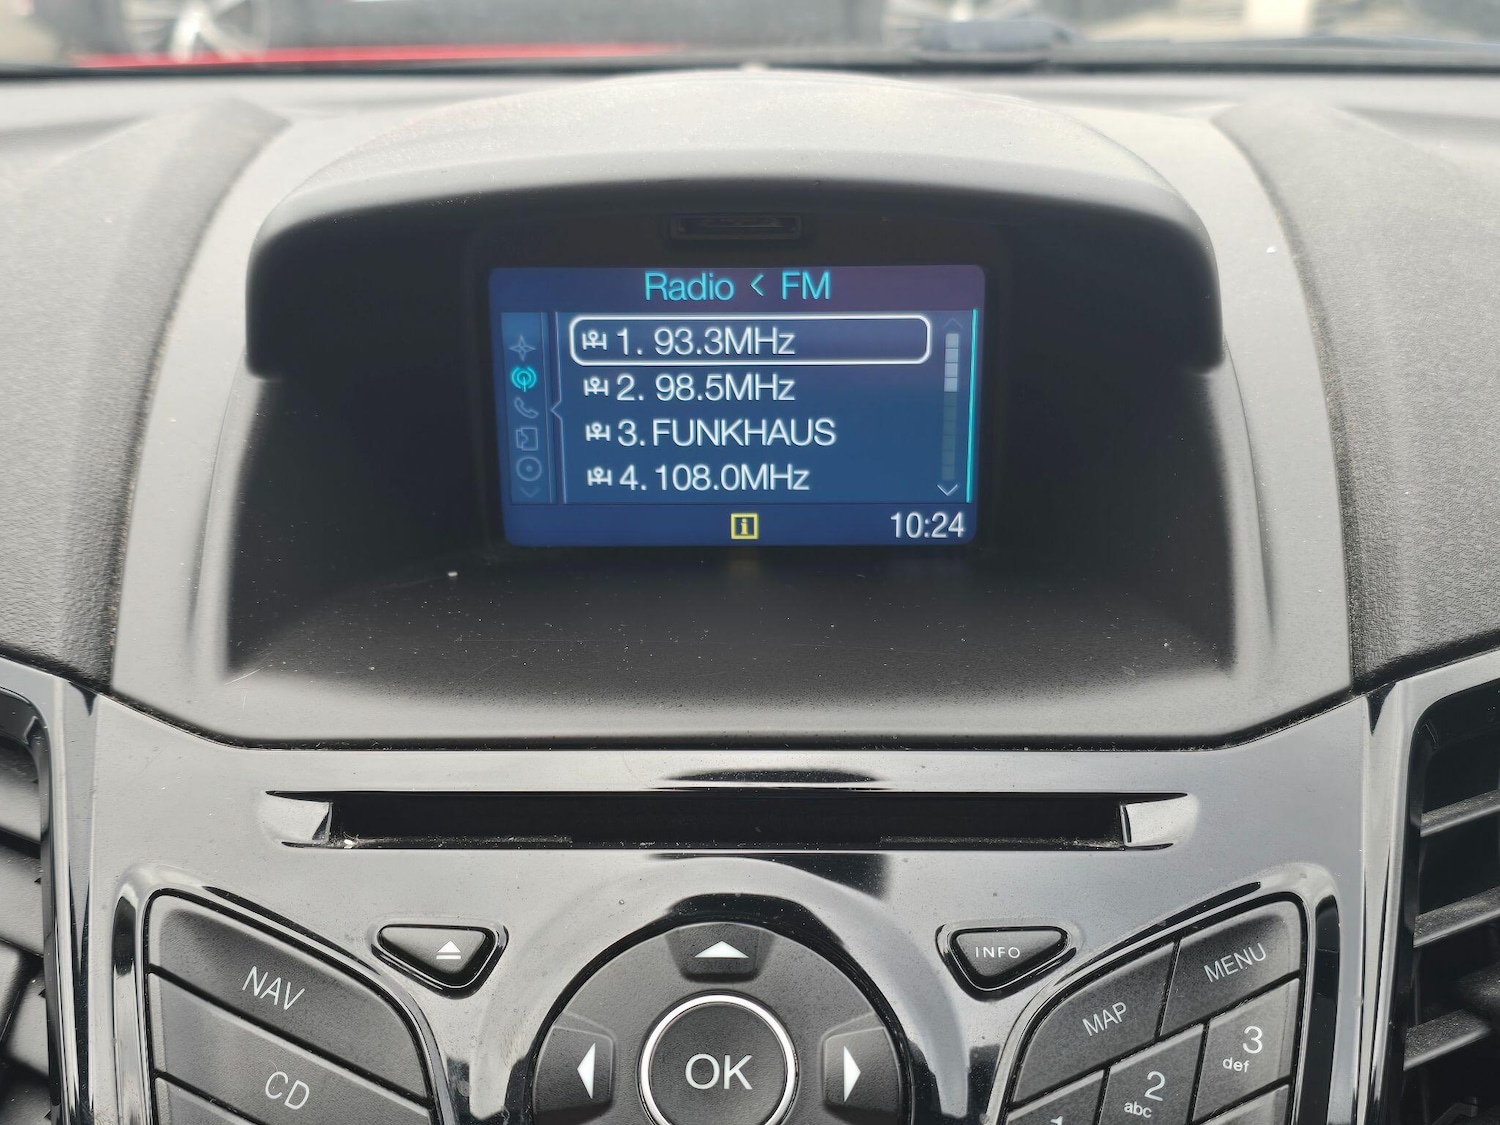 Radio < FM
1. 93.3MHz
2. 98.5MHz
3. FUNKHAUS
4. 108.0MHz
i
10:24
INFO
NAV
MAP
MENU
CD
OK
1
2
abc
3
def